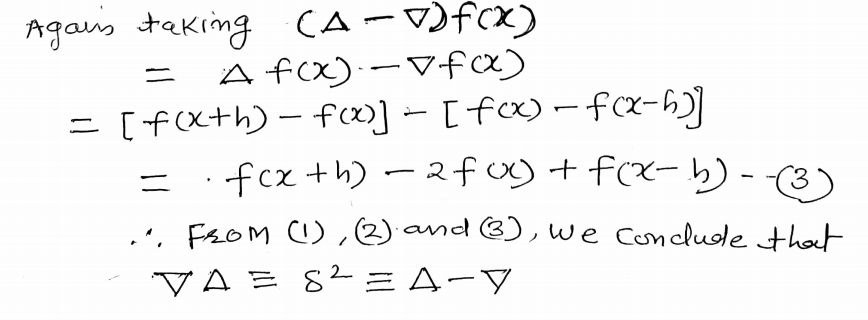 Again taking (Δ − ∇)f(x)
= Δ f(x) − ∇f(x)
= [f(x+h) − f(x)] − [f(x) − f(x−h)]
= f(x+h) − 2f(x) + f(x−h) -- (3)
∴ From (1), (2) and (3), we conclude that
∇Δ ≡ δ² ≡ Δ−∇